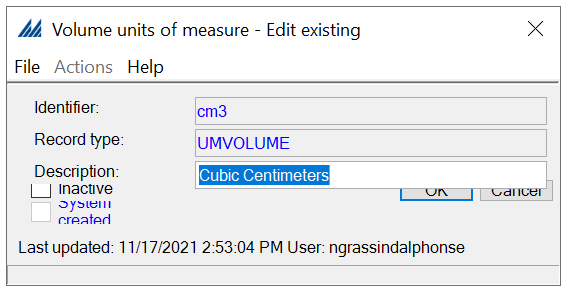 Volume units of measure - Edit existing
File Actions Help
Identifier: cm3
Record type: UMVOLUME
Description: Cubic Centimeters
Inactive OK Cancel
System
created
Last updated: 11/17/2021 2:53:04 PM User: ngrassindalphonse